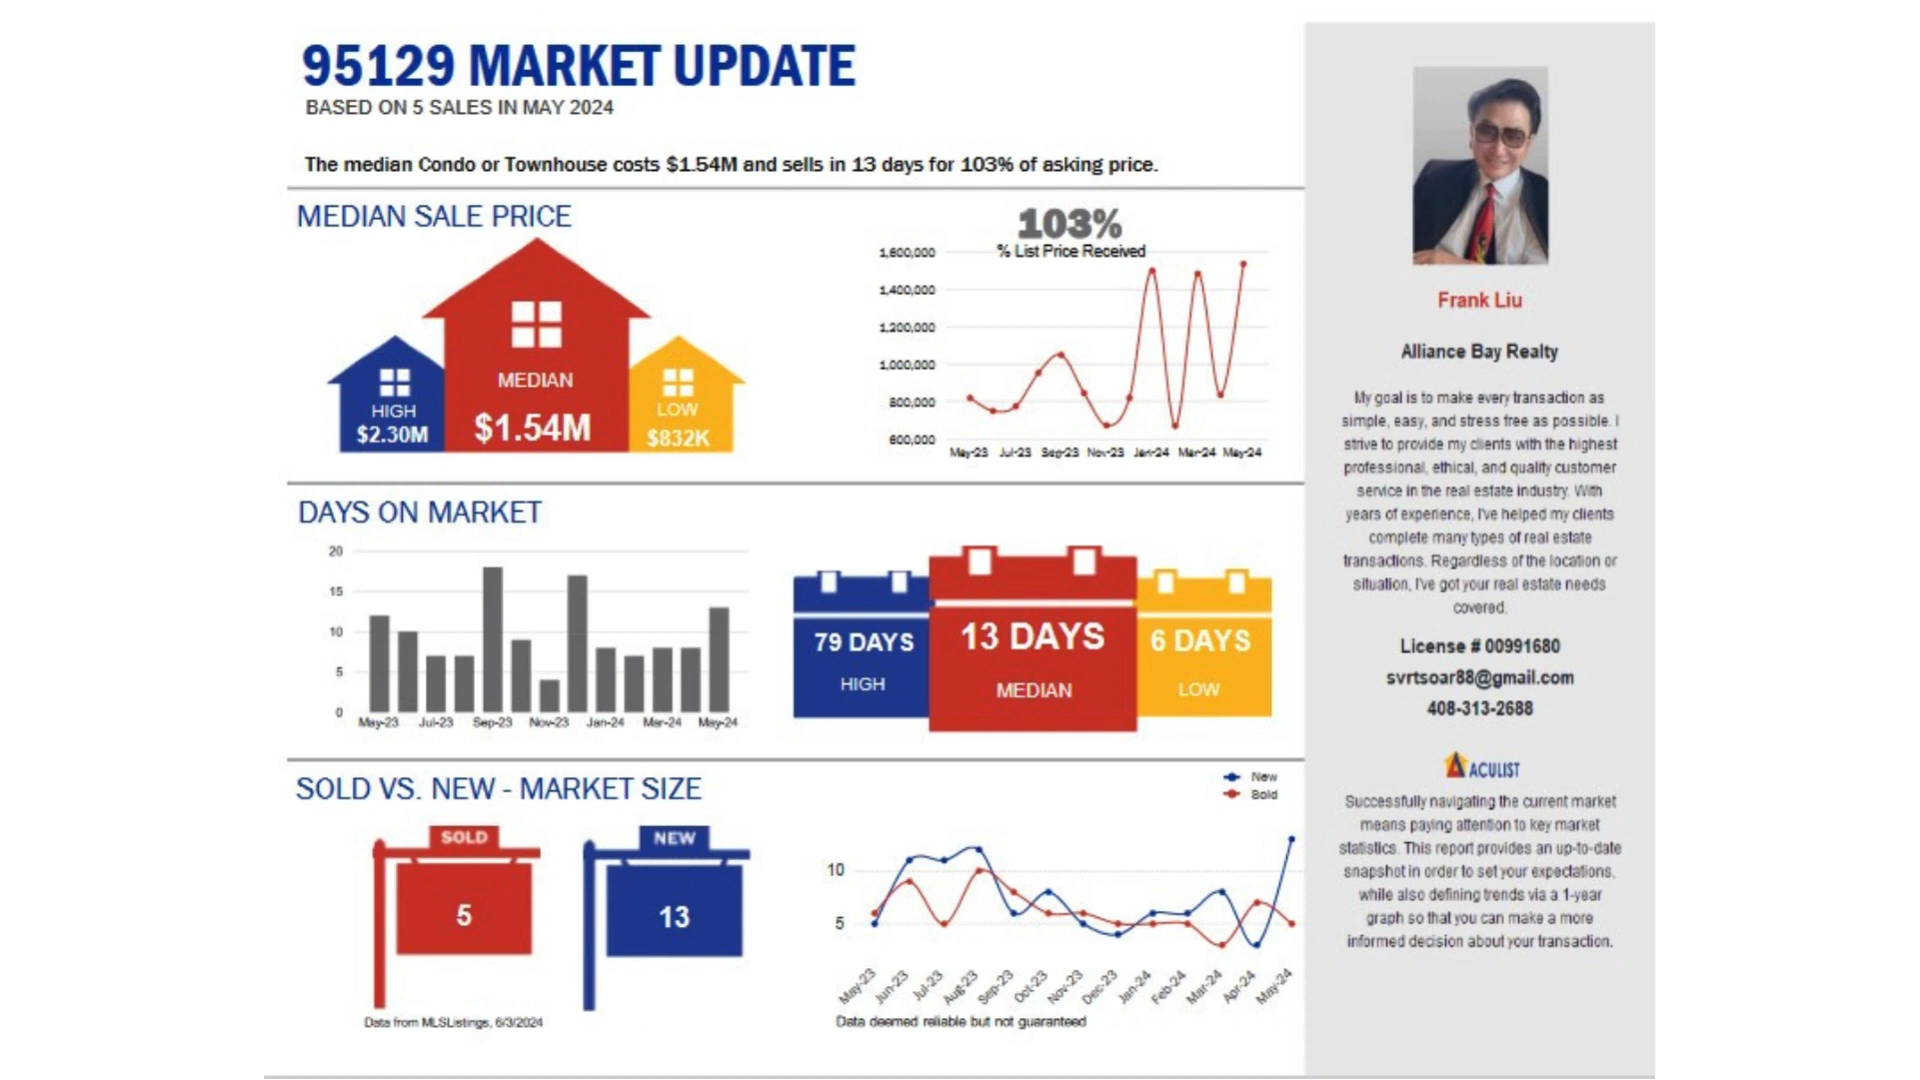 95129 MARKET UPDATE
BASED ON 5 SALES IN MAY 2024
The median Condo or Townhouse costs $1.54M and sells in 13 days for 103% of asking price.
MEDIAN SALE PRICE
HIGH
$2.30M
MEDIAN
$1.54M
LOW
$832K
103%
% List Price Received
1,600,000
1,400,000
1,200,000
1,000,000
800,000
600,000
May-23 Jul-23 Sep-23 Nov-23 Jan-24 Mar-24 May-24
DAYS ON MARKET
20
15
10
5
0
May-23 Jul-23 Sep-23 Nov-23 Jan-24 Mar-24 May-24
79 DAYS
HIGH
13 DAYS
MEDIAN
6 DAYS
LOW
SOLD VS. NEW - MARKET SIZE
SOLD
5
NEW
13
New
Sold
10
5
May-23 Jun-23 Jul-23 Aug-23 Sep-23 Oct-23 Nov-23 Dec-23 Jan-24 Feb-24 Mar-24 Apr-24 May-24
Data from MLSListings, 6/3/2024
Data deemed reliable but not guaranteed
Frank Liu
Alliance Bay Realty
My goal is to make every transaction as
simple, easy, and stress free as possible. I
strive to provide my clients with the highest
professional, ethical, and quality customer
service in the real estate industry. With
years of experience, I've helped my clients
complete many types of real estate
transactions. Regardless of the location or
situation, I've got your real estate needs
covered.
License # 00991680
svrtsoar88@gmail.com
408-313-2688
ACULIST
Successfully navigating the current market
means paying attention to key market
statistics. This report provides an up-to-date
snapshot in order to set your expectations,
while also defining trends via a 1-year
graph so that you can make a more
informed decision about your transaction.